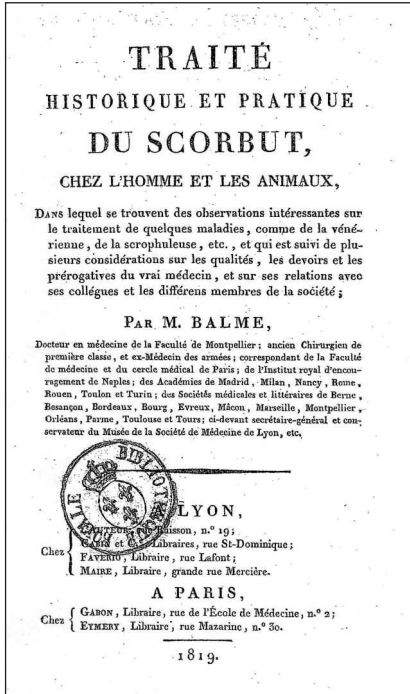 TRAITÉ
HISTORIQUE ET PRATIQUE
DU SCORBUT,
CHEZ L'HOMME ET LES ANIMAUX,
DANS lequel se trouvent des observations intéressantes sur
le traitement de quelques maladies, comme de la véné-
rienne, de la scrophuleuse, etc., et qui est suivi de plu-
sieurs considérations sur les qualités, les devoirs et les
prérogatives du vrai médecin, et sur ses relations avec
ses collégues et les différens membres de la société;
PAR M. BALME,
Docteur en médecine de la Faculté de Montpellier; ancien Chirurgien de
première classe, et ex-Médecin des armées; correspondant de la Faculté
de médecine et du cercle médical de Paris; de l'Institut royal d'encou-
ragement de Naples; des Académies de Madrid, Milan, Nancy, Rome,
Rouen, Toulon et Turin; des Sociétés médicales et littéraires de Berne,
Besançon, Bordeaux, Bourg, Evreux, Mâcon, Marseille, Montpellier,
Orléans, Parme, Toulouse et Tours; ci-devant secrétaire-général et con-
servateur du Musée de la Société de Médecine de Lyon, etc.
LYON,
Chez
rue Buisson, n.º 19;
et Libraires, rue St-Dominique;
FAVERIO, Libraire, rue Lafont;
MAIRE, Libraire, grande rue Mercière.
A PARIS,
Chez
GABON, Libraire, rue de l'École de Médecine, n.º 2;
EYMERY, Libraire, rue Mazarine, n.º 30.
1819.